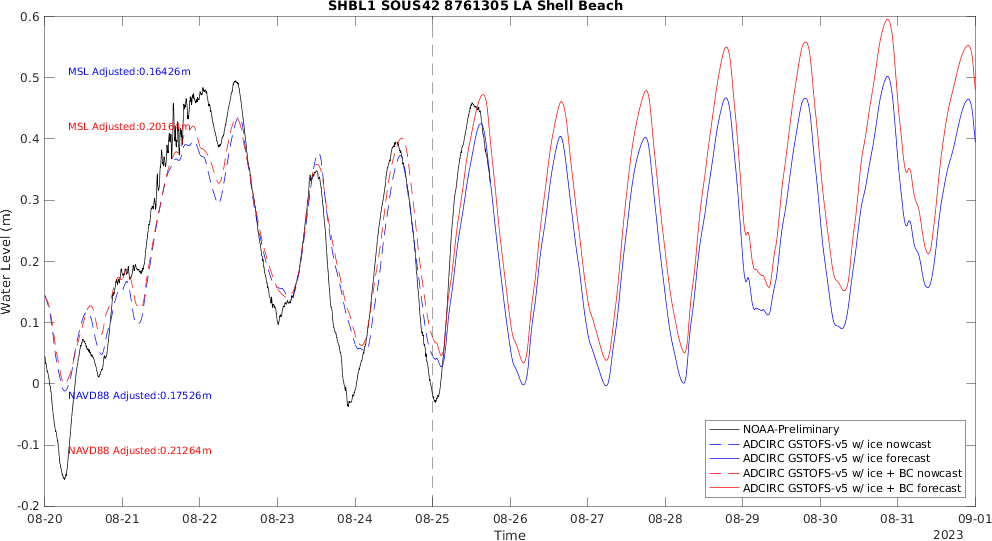 SHBL1 SOUS42 8761305 LA Shell Beach
0.6
0.5
0.4
0.3
0.2
0.1
0
-0.1
-0.2
Water Level (m)
MSL Adjusted:0.16426m
MSL Adjusted:0.2016
NAVD88 Adjusted:0.17526m
NAVD88 Adjusted:0.21264m
NOAA-Preliminary
ADCIRC GSTOFS-v5 w/ ice nowcast
ADCIRC GSTOFS-v5 w/ ice forecast
ADCIRC GSTOFS-v5 w/ ice + BC nowcast
ADCIRC GSTOFS-v5 w/ ice + BC forecast
08-20 08-21 08-22 08-23 08-24 08-25 08-26 08-27 08-28 08-29 08-30 08-31 09-01
Time
2023